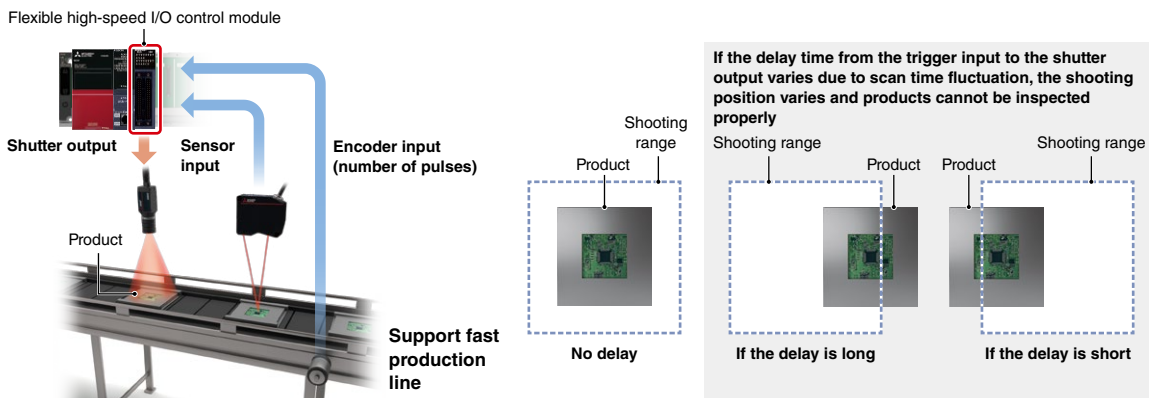 Flexible high-speed I/O control module
Shutter output
Sensor
input
Encoder input
(number of pulses)
Product
Support fast
production
line
Shooting
range
Product
No delay
If the delay time from the trigger input to the shutter
output varies due to scan time fluctuation, the shooting
position varies and products cannot be inspected
properly
Shooting range
Product
If the delay is long
Product
Shooting range
If the delay is short